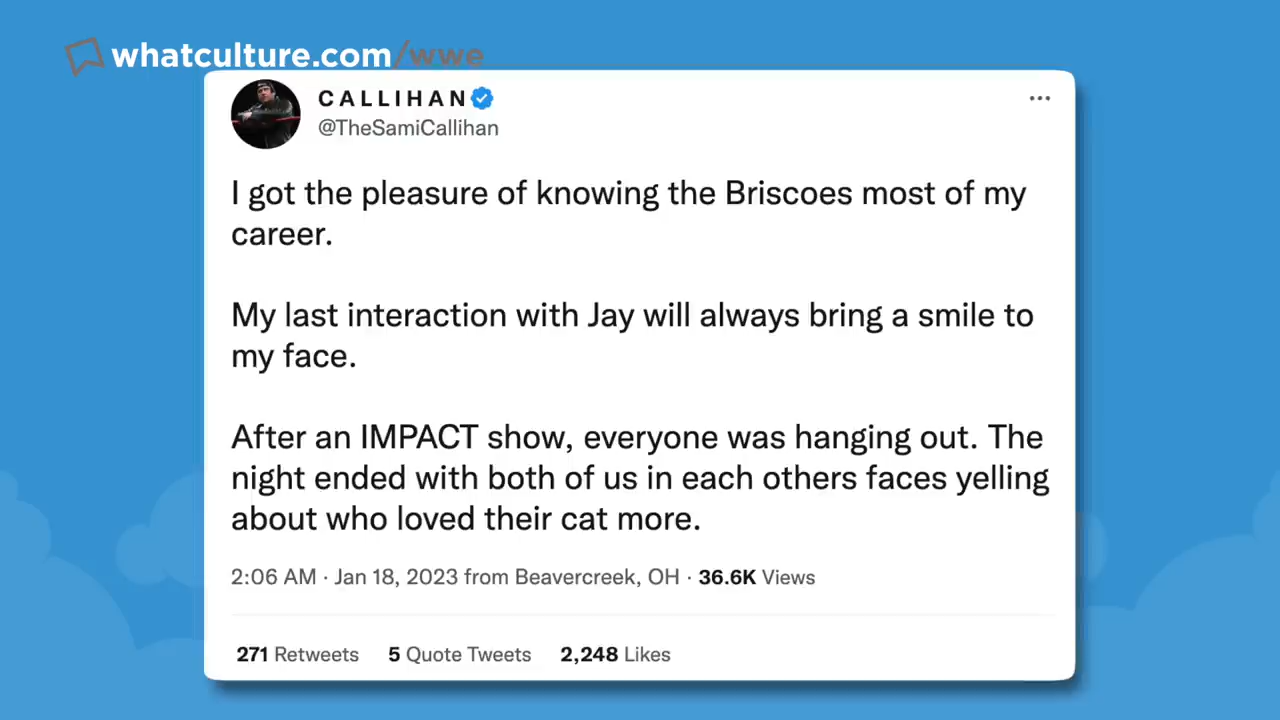 whatculture.com/wwe
CALLIHAN
@TheSamiCallihan
I got the pleasure of knowing the Briscoes most of my
career.
My last interaction with Jay will always bring a smile to
my face.
After an IMPACT show, everyone was hanging out. The
night ended with both of us in each others faces yelling
about who loved their cat more.
2:06 AM · Jan 18, 2023 from Beavercreek, OH · 36.6K Views
271 Retweets 5 Quote Tweets 2,248 Likes